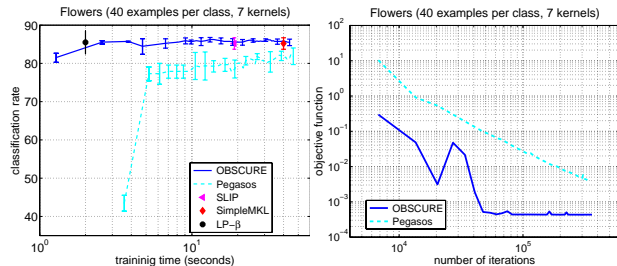 Flowers (40 examples per class, 7 kernels)
90
80
70
60
50
40
classification rate
10^0
10^1
training time (seconds)
OBSCURE
Pegasos
SLIP
SimpleMKL
LP-β
Flowers (40 examples per class, 7 kernels)
10^2
10^1
10^0
10^-1
10^-2
10^-3
10^-4
objective function
10^4
10^5
number of iterations
OBSCURE
Pegasos